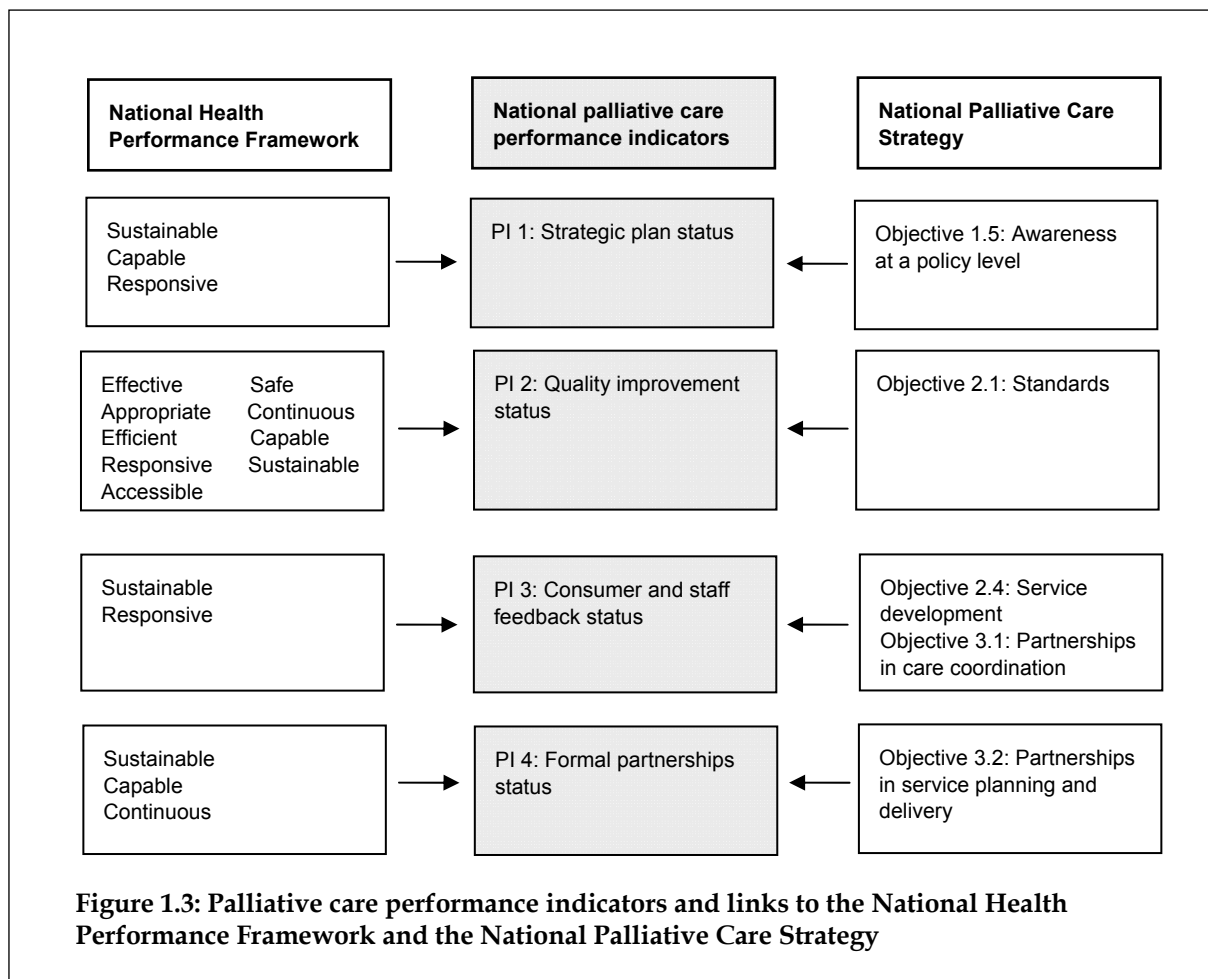 National Health
Performance Framework
National palliative care
performance indicators
National Palliative Care
Strategy
Sustainable
Capable
Responsive
PI 1: Strategic plan status
Objective 1.5: Awareness
at a policy level
Effective Safe
Appropriate Continuous
Efficient Capable
Responsive Sustainable
Accessible
PI 2: Quality improvement
status
Objective 2.1: Standards
Sustainable
Responsive
PI 3: Consumer and staff
feedback status
Objective 2.4: Service
development
Objective 3.1: Partnerships
in care coordination
Sustainable
Capable
Continuous
PI 4: Formal partnerships
status
Objective 3.2: Partnerships
in service planning and
delivery
Figure 1.3: Palliative care performance indicators and links to the National Health
Performance Framework and the National Palliative Care Strategy